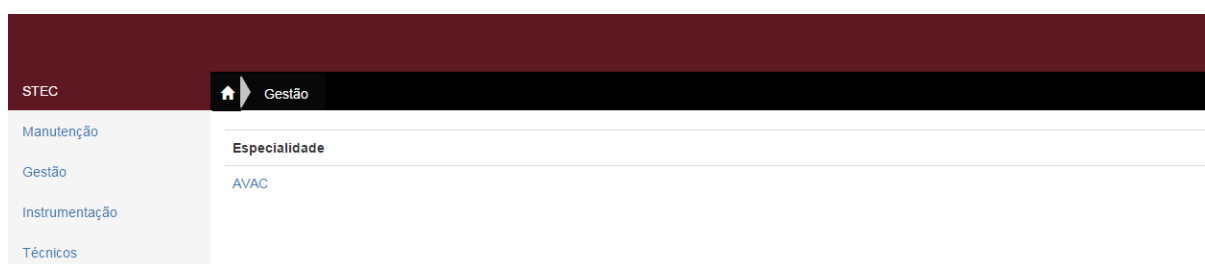 STEC
Gestão
Manutenção
Gestão
Instrumentação
Técnicos
Especialidade
AVAC